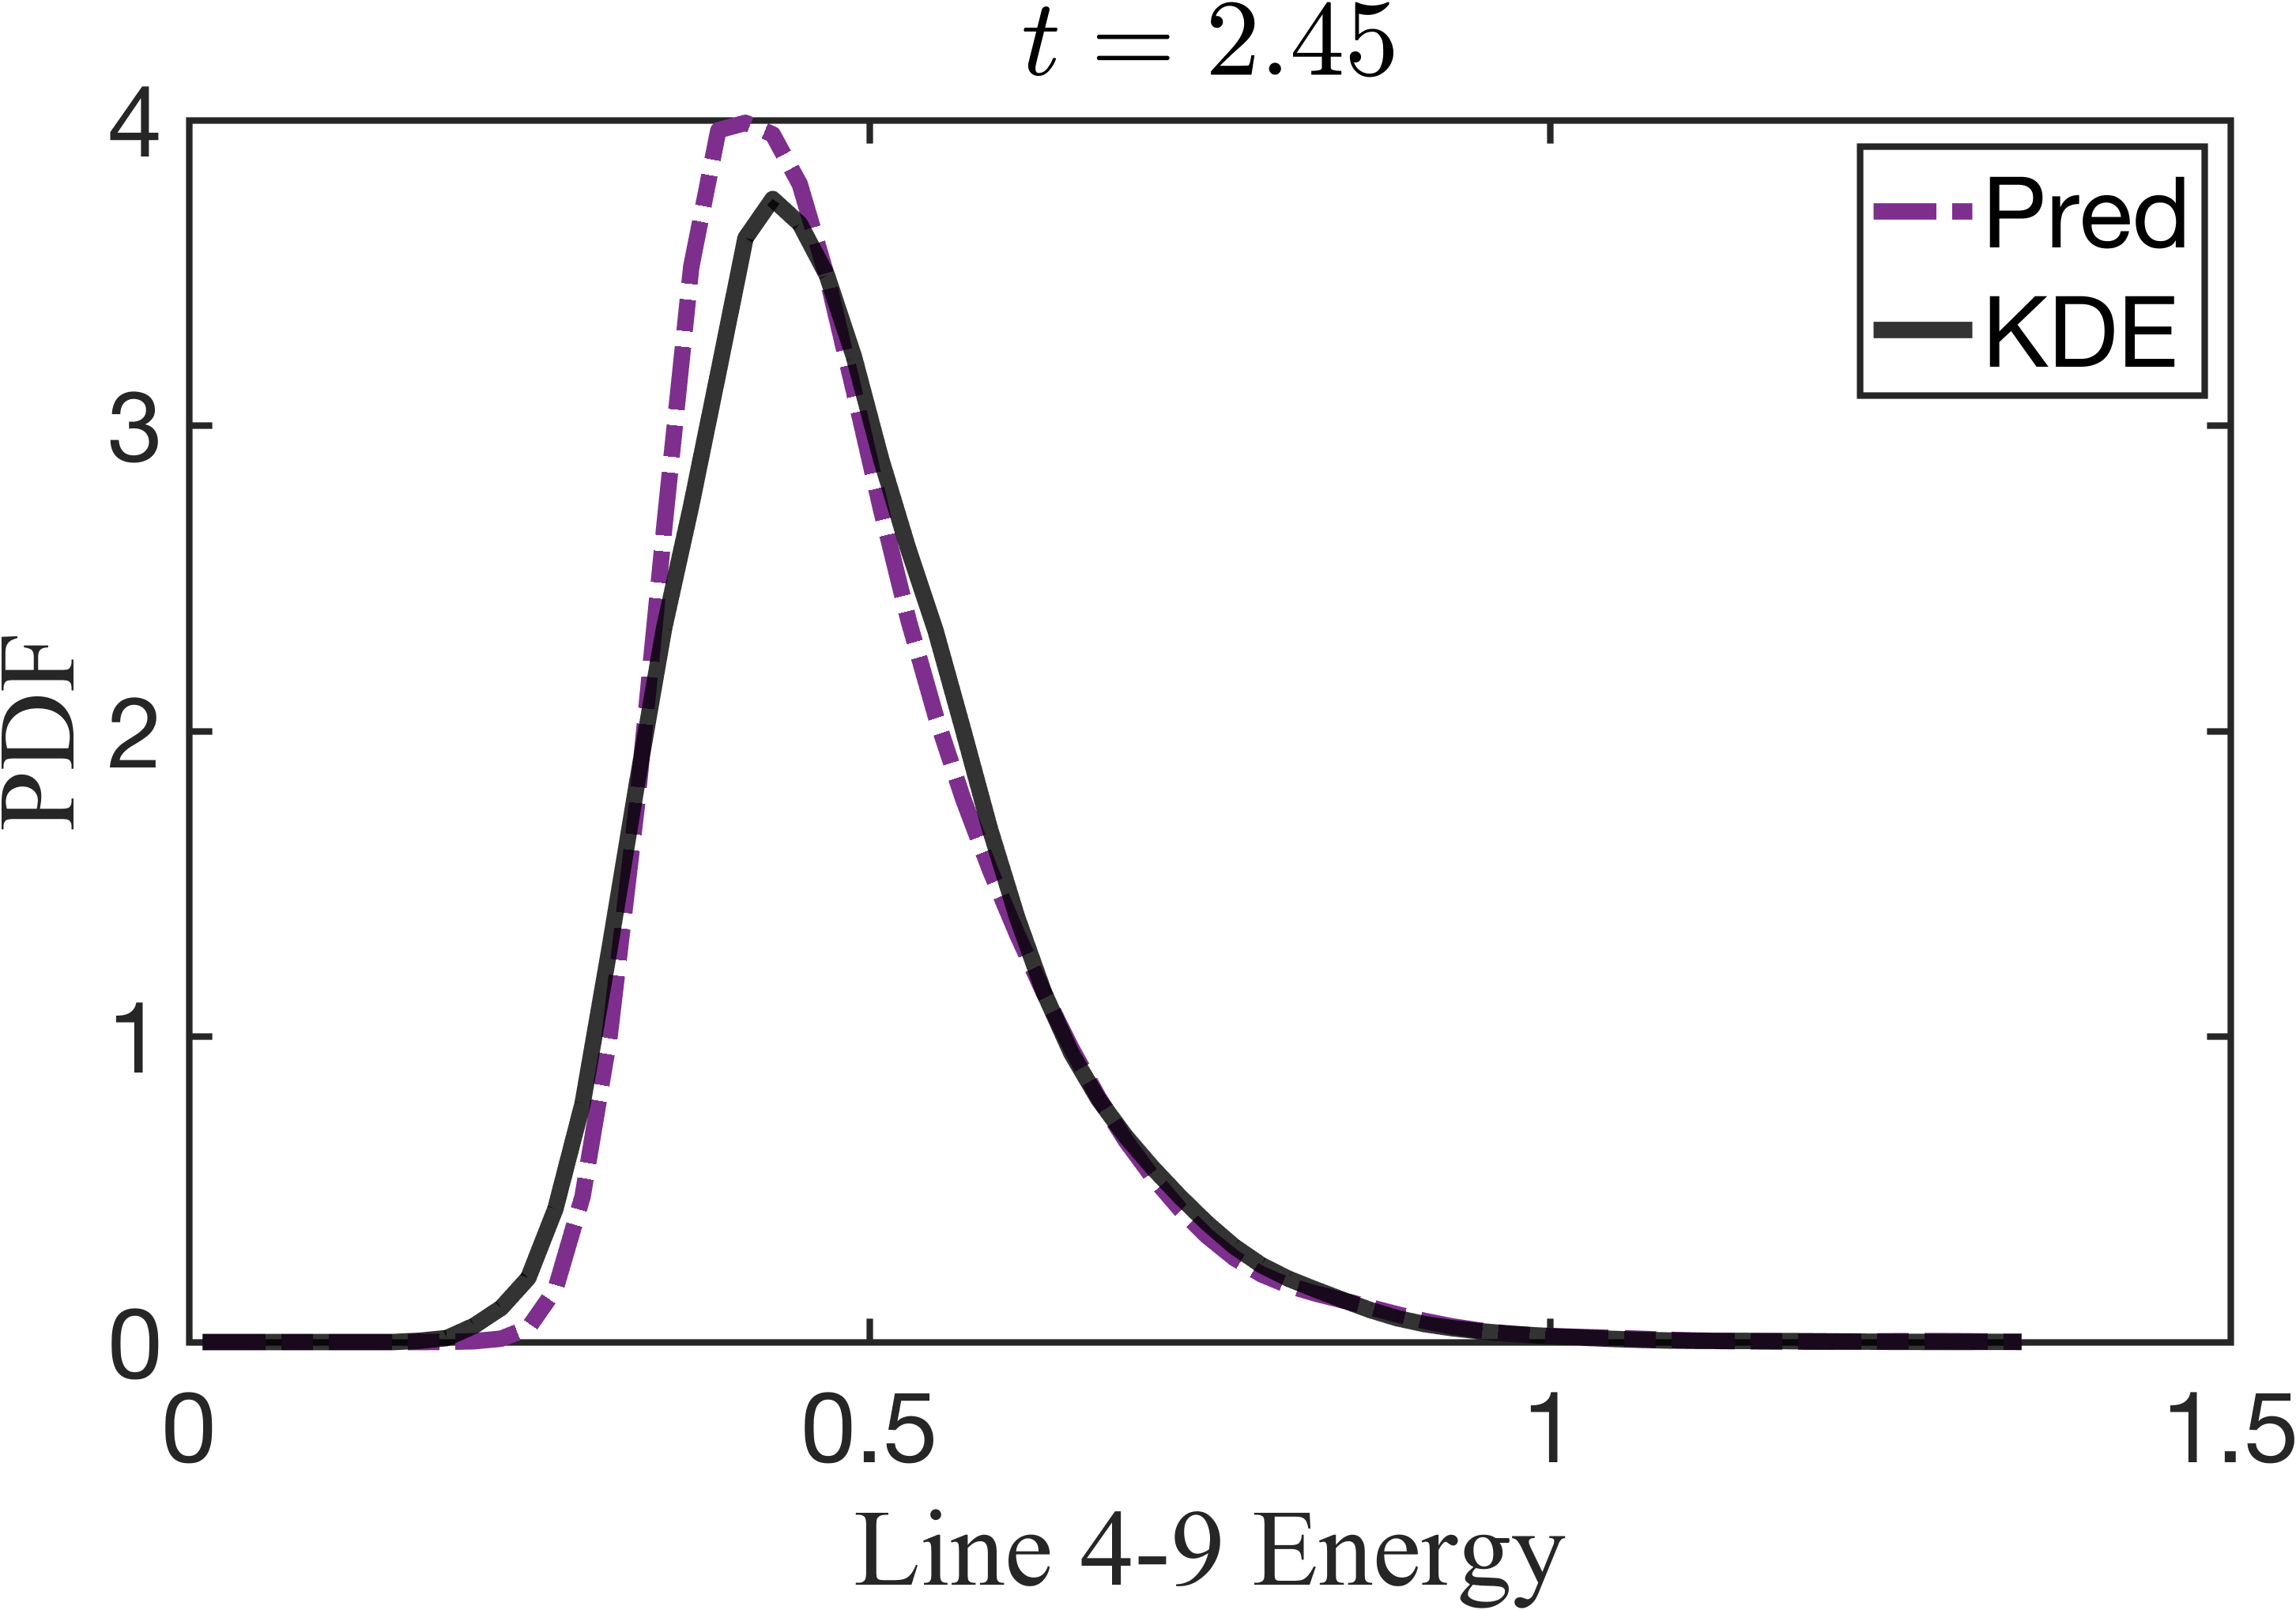 t = 2.45
PDF
4
3
2
1
0
0 0.5 1 1.5
Line 4-9 Energy
Pred
KDE